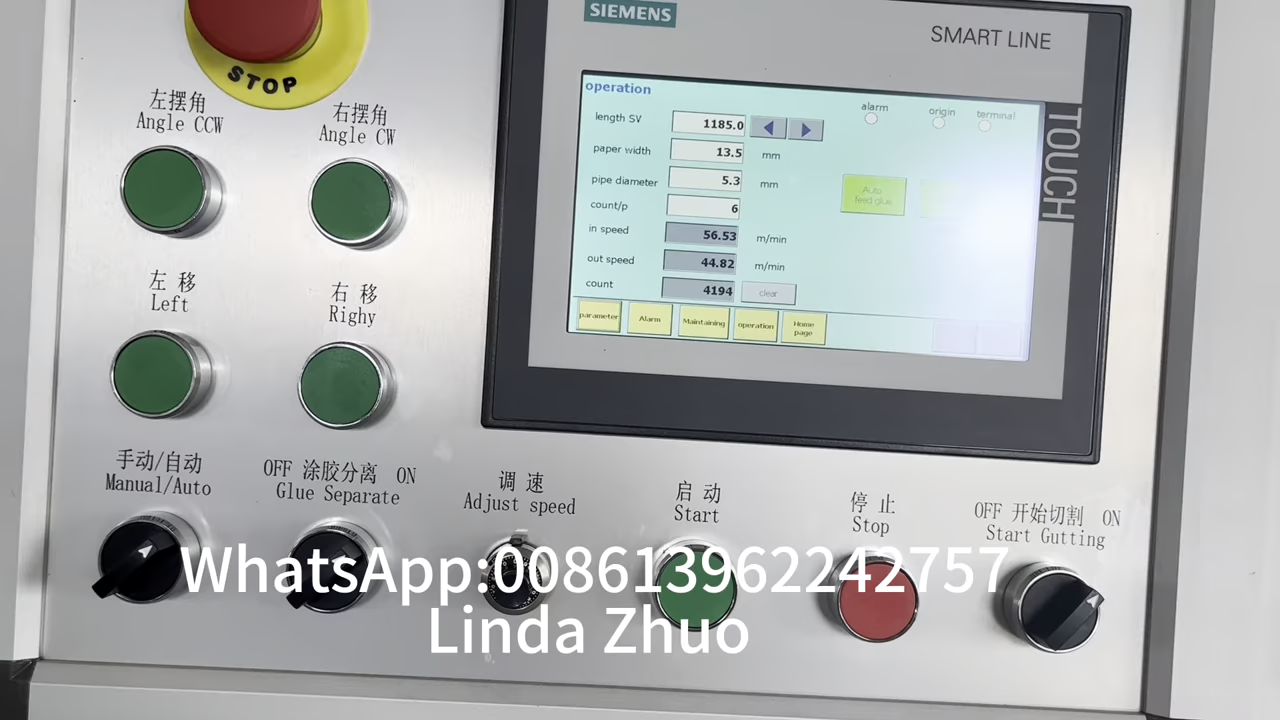 SIEMENS
SMART LINE
TOUCH
STOP
左摆角
Angle CCW
右摆角
Angle CW
左 移
Left
右 移
Righy
operation
length SV 1185.0
paper width 13.5 mm
pipe diameter 5.3 mm
count/p 6
in speed 56.53 m/min
out speed 44.82 m/min
count 4194 clear
alarm origin terminal
Auto
feed glue
parameter Alarm Maintaining operation Home
page
手动/自动
Manual/Auto
OFF 涂胶分离 ON
Glue Separate
调 速
Adjust speed
启 动
Start
停 止
Stop
OFF 开始切割 ON
Start Gutting
WhatsApp:008613962242757
Linda Zhuo